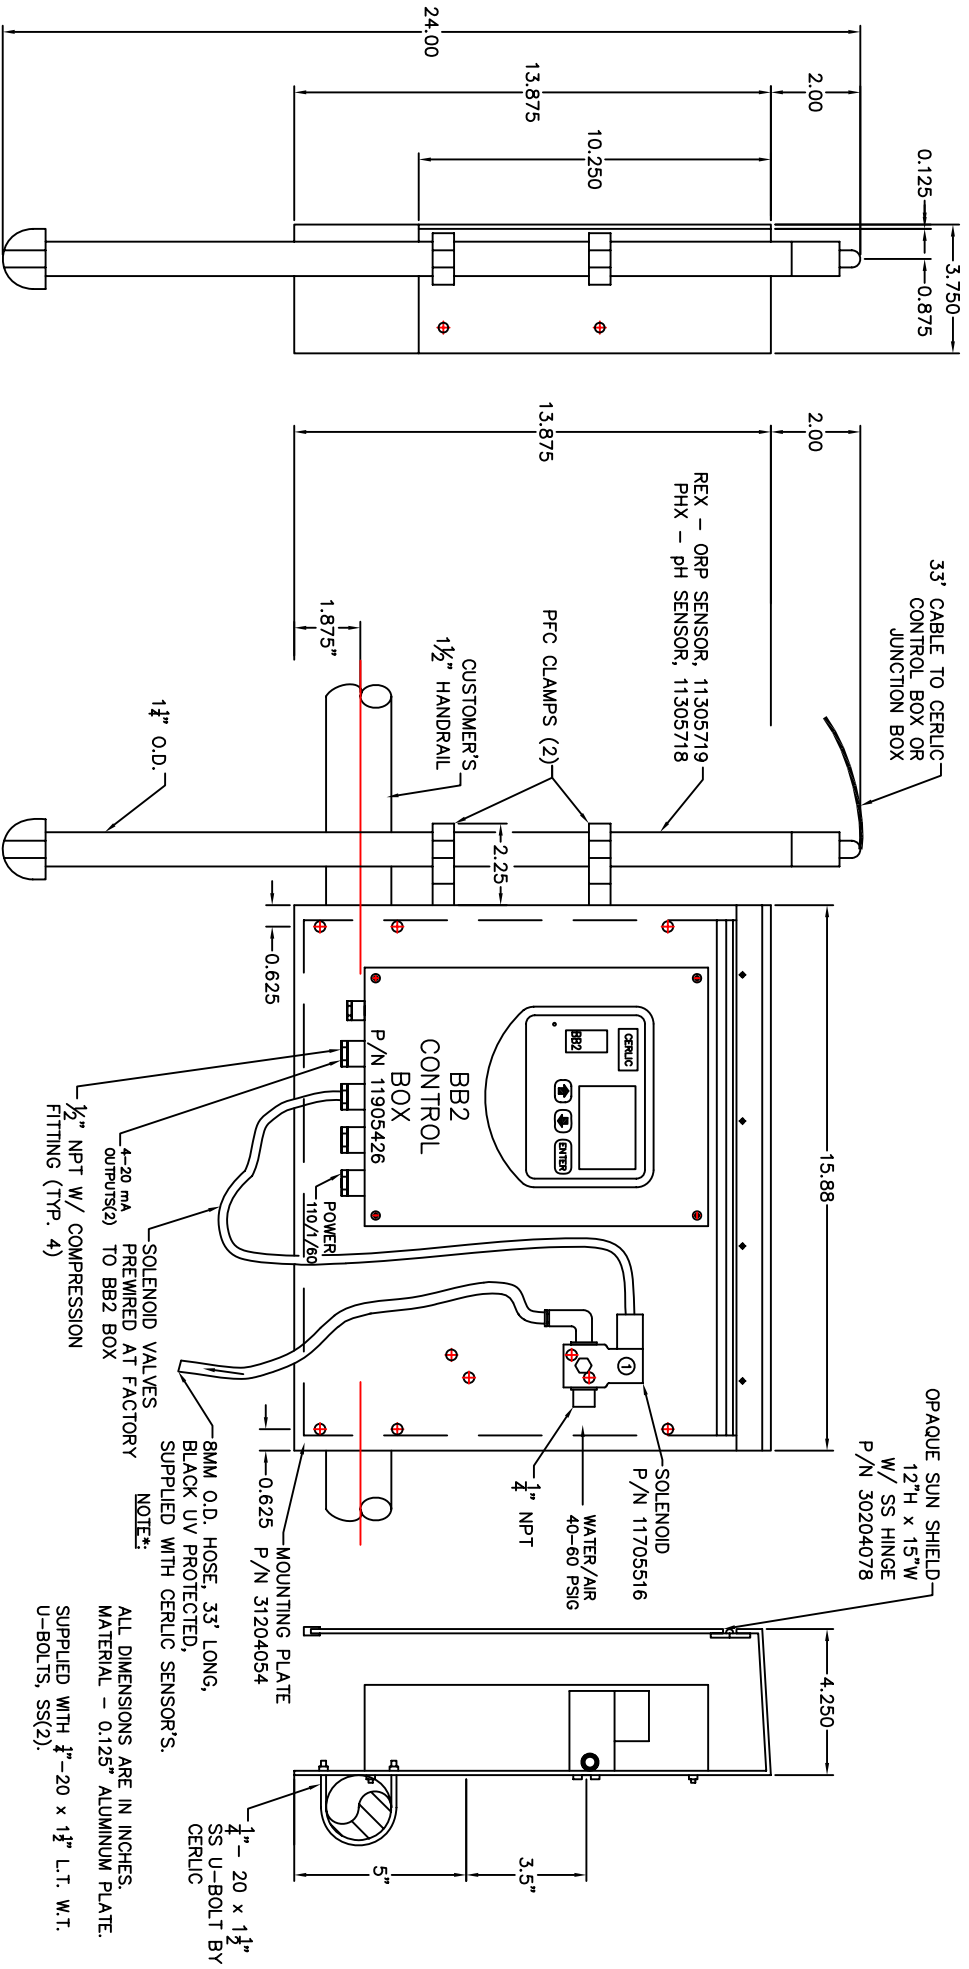 24.00
13.875
2.00
10.250
0.125
3.750
0.875
13.875
2.00
1.875"
33' CABLE TO CERLIC
CONTROL BOX OR
JUNCTION BOX
REX - ORP SENSOR, 11305719
PHX - pH SENSOR, 11305718
PFC CLAMPS (2)
CUSTOMER'S
1½" HANDRAIL
1¼" O.D.
2.25
0.625
15.88
CERLIC
BB2
ENTER
BB2
CONTROL
BOX
P/N 11905426
POWER
110/1/60
4-20 mA
OUTPUTS(2)
½" NPT W/ COMPRESSION
FITTING (TYP. 4)
SOLENOID VALVES
PREWIRED AT FACTORY
TO BB2 BOX
1
SOLENOID
P/N 11705516
WATER/AIR
40-60 PSIG
¼" NPT
0.625
MOUNTING PLATE
P/N 31204054
8MM O.D. HOSE, 33' LONG,
BLACK UV PROTECTED,
SUPPLIED WITH CERLIC SENSOR'S.
OPAQUE SUN SHIELD
12"H x 15"W
W/ SS HINGE
P/N 30204078
4.250
3.5"
5"
¼"- 20 x 1½"
SS U-BOLT BY
CERLIC
NOTE*:
ALL DIMENSIONS ARE IN INCHES.
MATERIAL - 0.125" ALUMINUM PLATE.
SUPPLIED WITH ¼"-20 x 1½" L.T. W.T.
U-BOLTS, SS(2).